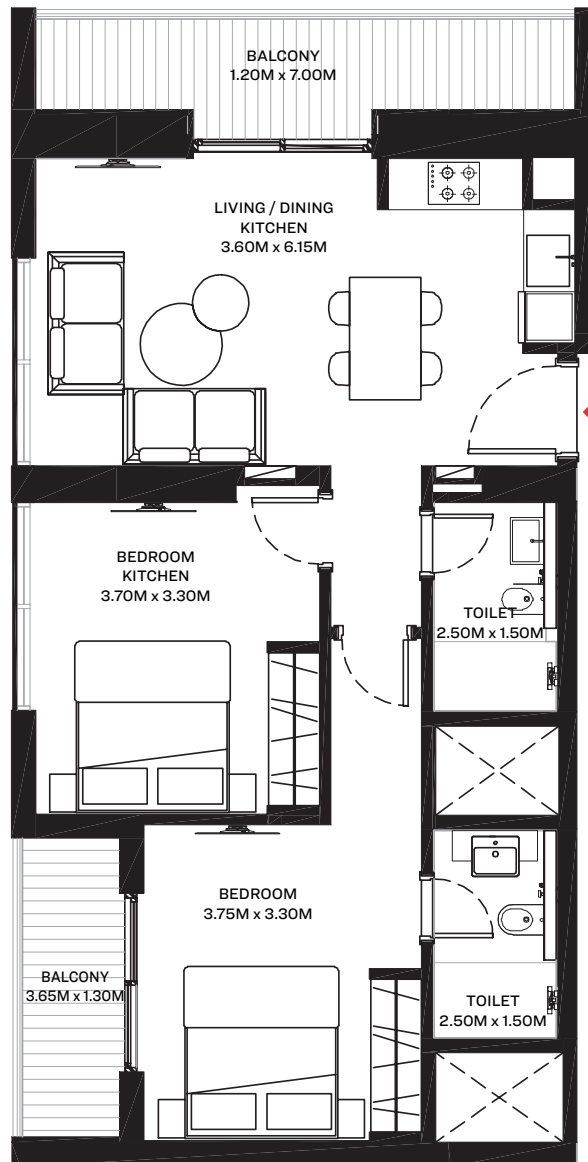 BALCONY
1.20M x 7.00M
LIVING / DINING
KITCHEN
3.60M x 6.15M
BEDROOM
KITCHEN
3.70M x 3.30M
TOILET
2.50M x 1.50M
BEDROOM
3.75M x 3.30M
BALCONY
3.65M x 1.30M
TOILET
2.50M x 1.50M